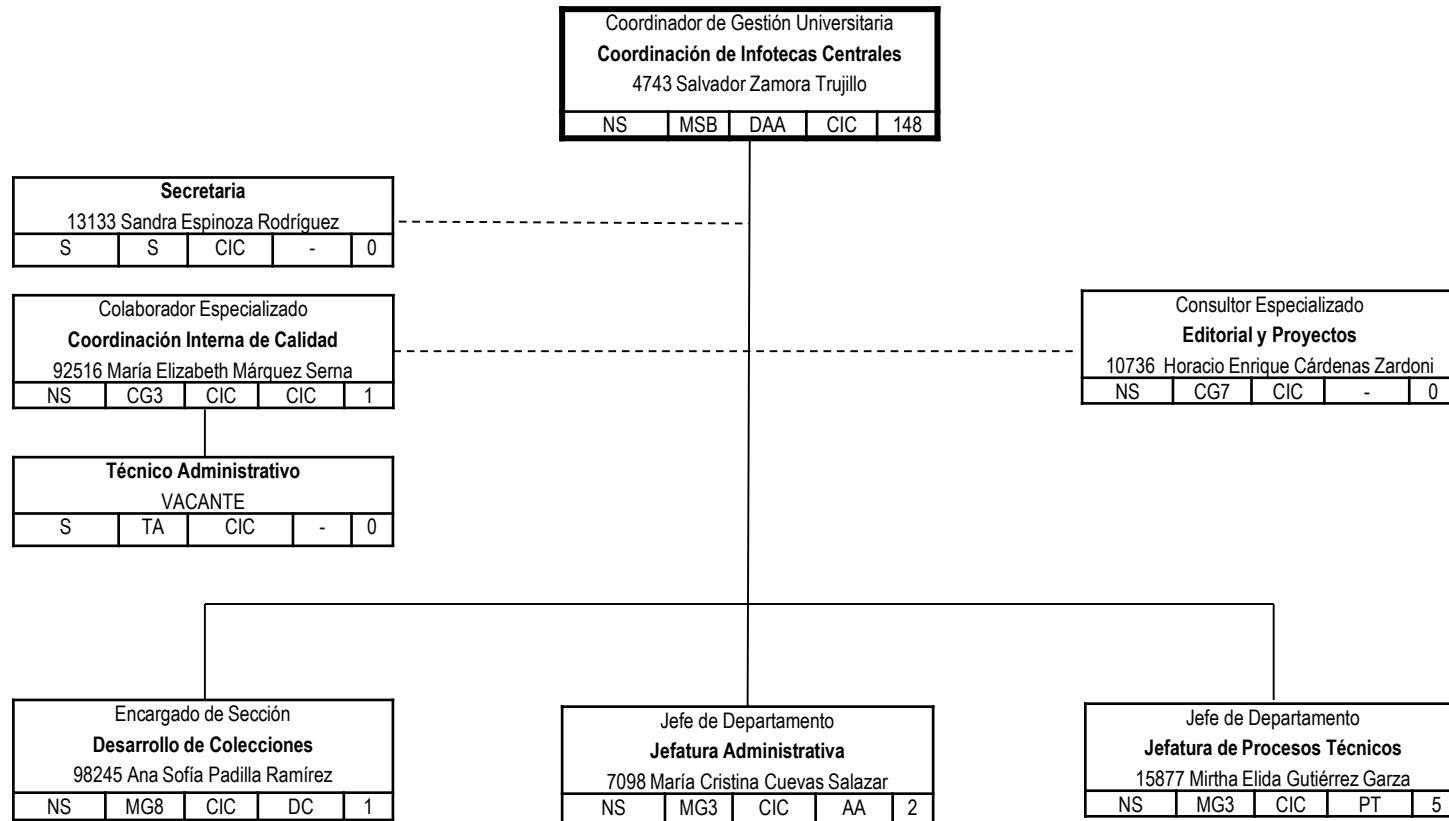 Coordinador de Gestión Universitaria
Coordinación de Infotecas Centrales
4743 Salvador Zamora Trujillo
NS MSB DAA CIC 148
Secretaria
13133 Sandra Espinoza Rodríguez
S S CIC - 0
Colaborador Especializado
Coordinación Interna de Calidad
92516 María Elizabeth Márquez Serna
NS CG3 CIC CIC 1
Consultor Especializado
Editorial y Proyectos
10736 Horacio Enrique Cárdenas Zardoni
NS CG7 CIC - 0
Técnico Administrativo
VACANTE
S TA CIC - 0
Encargado de Sección
Desarrollo de Colecciones
98245 Ana Sofía Padilla Ramírez
NS MG8 CIC DC 1
Jefe de Departamento
Jefatura Administrativa
7098 María Cristina Cuevas Salazar
NS MG3 CIC AA 2
Jefe de Departamento
Jefatura de Procesos Técnicos
15877 Mirtha Elida Gutiérrez Garza
NS MG3 CIC PT 5